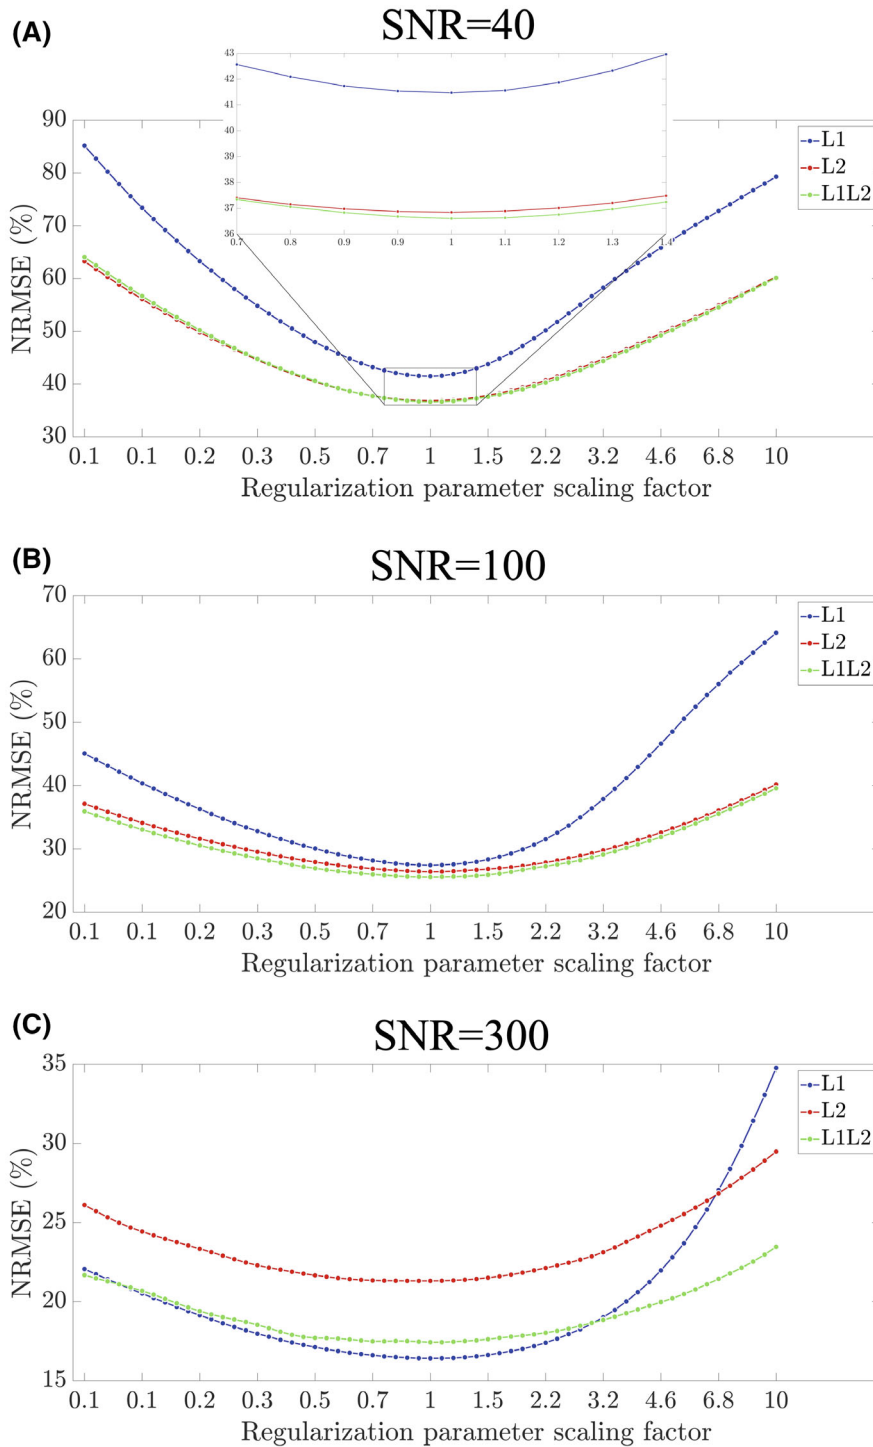 (A)
SNR=40
43
42
41
40
39
38
37
36
0.7 0.8 0.9 0.9 1 1.1 1.2 1.3 1.4
90
80
70
60
50
40
30
NRMSE (%)
L1
L2
L1L2
0.1 0.1 0.2 0.3 0.5 0.7 1 1.5 2.2 3.2 4.6 6.8 10
Regularization parameter scaling factor
(B)
SNR=100
70
60
50
40
30
20
NRMSE (%)
L1
L2
L1L2
0.1 0.1 0.2 0.3 0.5 0.7 1 1.5 2.2 3.2 4.6 6.8 10
Regularization parameter scaling factor
(C)
SNR=300
35
30
25
20
15
NRMSE (%)
L1
L2
L1L2
0.1 0.1 0.2 0.3 0.5 0.7 1 1.5 2.2 3.2 4.6 6.8 10
Regularization parameter scaling factor